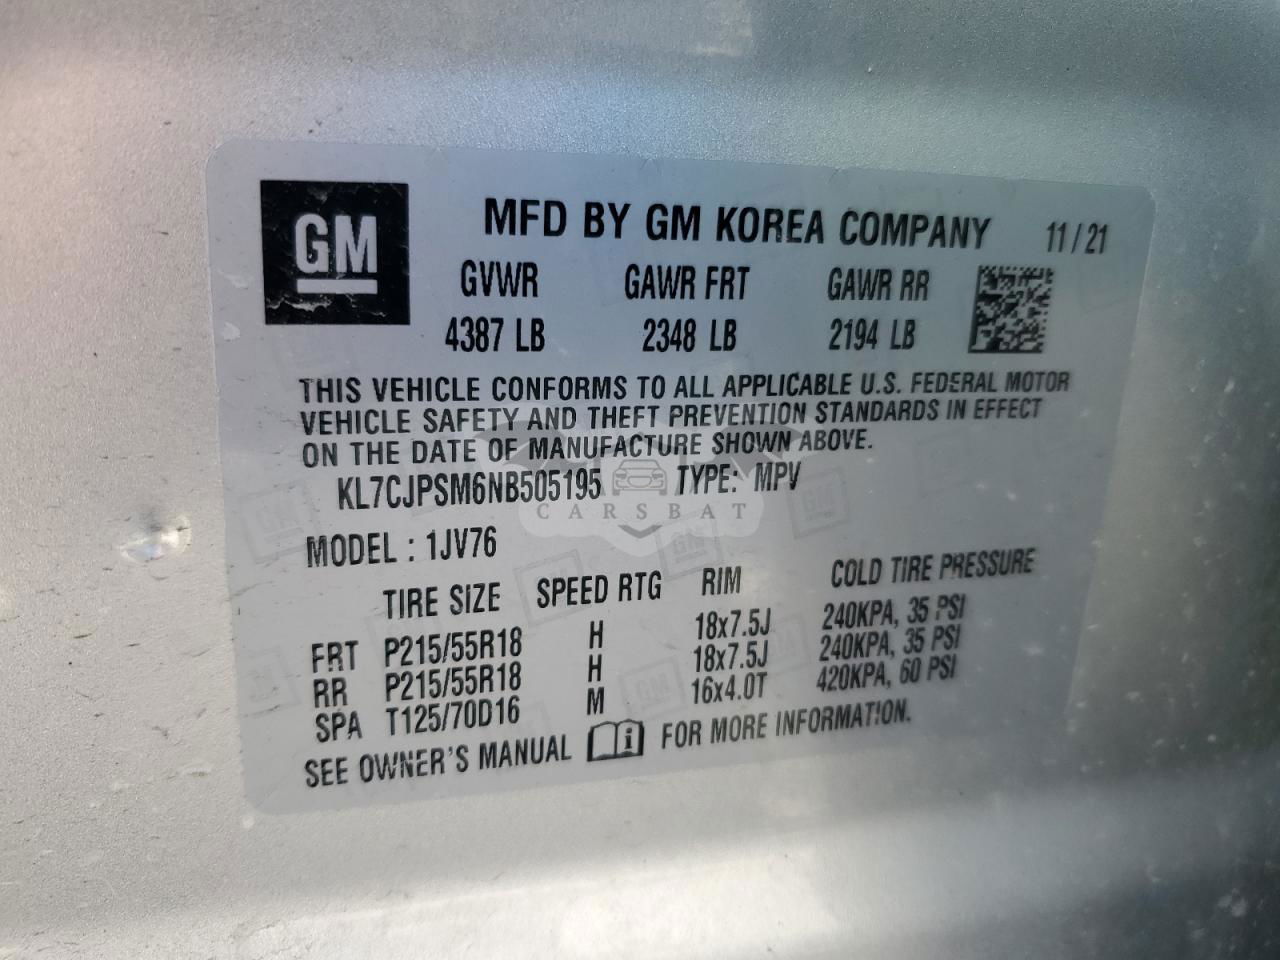 GM
MFD BY GM KOREA COMPANY 11/21
GVWR GAWR FRT GAWR RR
4387 LB 2348 LB 2194 LB
THIS VEHICLE CONFORMS TO ALL APPLICABLE U.S. FEDERAL MOTOR
VEHICLE SAFETY AND THEFT PREVENTION STANDARDS IN EFFECT
ON THE DATE OF MANUFACTURE SHOWN ABOVE.
KL7CJPSM6NB505195 TYPE: MPV
CARSBAT
MODEL : 1JV76
TIRE SIZE SPEED RTG RIM COLD TIRE PRESSURE
FRT P215/55R18 H 18x7.5J 240KPA, 35 PSI
RR P215/55R18 H 18x7.5J 240KPA, 35 PSI
SPA T125/70D16 M 16x4.0T 420KPA, 60 PSI
SEE OWNER'S MANUAL i FOR MORE INFORMATION.